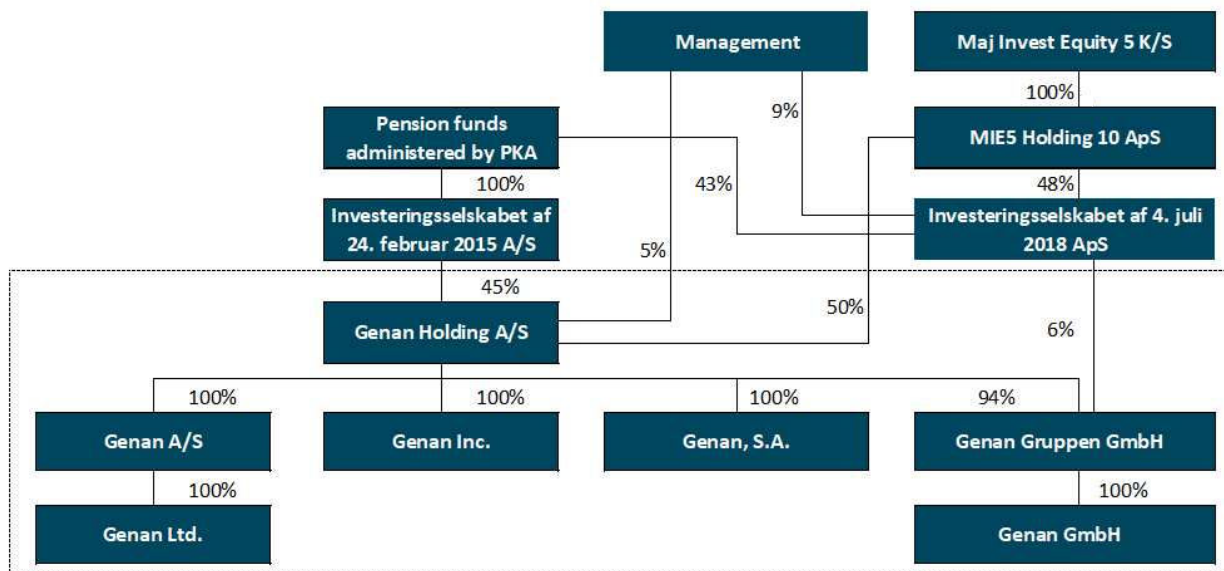 Management
Maj Invest Equity 5 K/S
100%
9%
Pension funds
administered by PKA
MIE5 Holding 10 ApS
100%
43%
48%
Investeringsselskabet af
24. februar 2015 A/S
Investeringsselskabet af 4. juli
2018 ApS
5%
45%
50%
Genan Holding A/S
6%
100%
100%
100%
94%
Genan A/S
Genan Inc.
Genan, S.A.
Genan Gruppen GmbH
100%
100%
Genan Ltd.
Genan GmbH